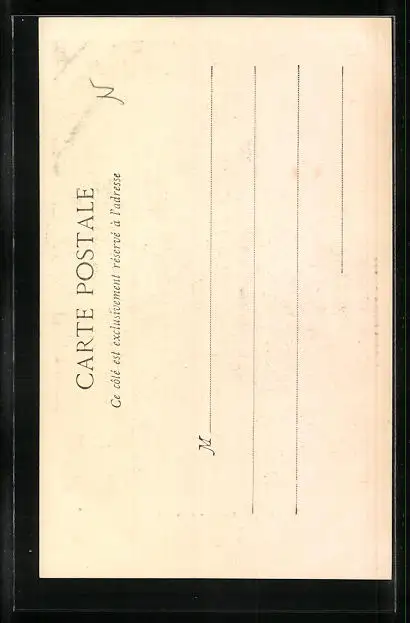 CARTE POSTALE
Ce côté est exclusivement réservé à l'adresse
M
N